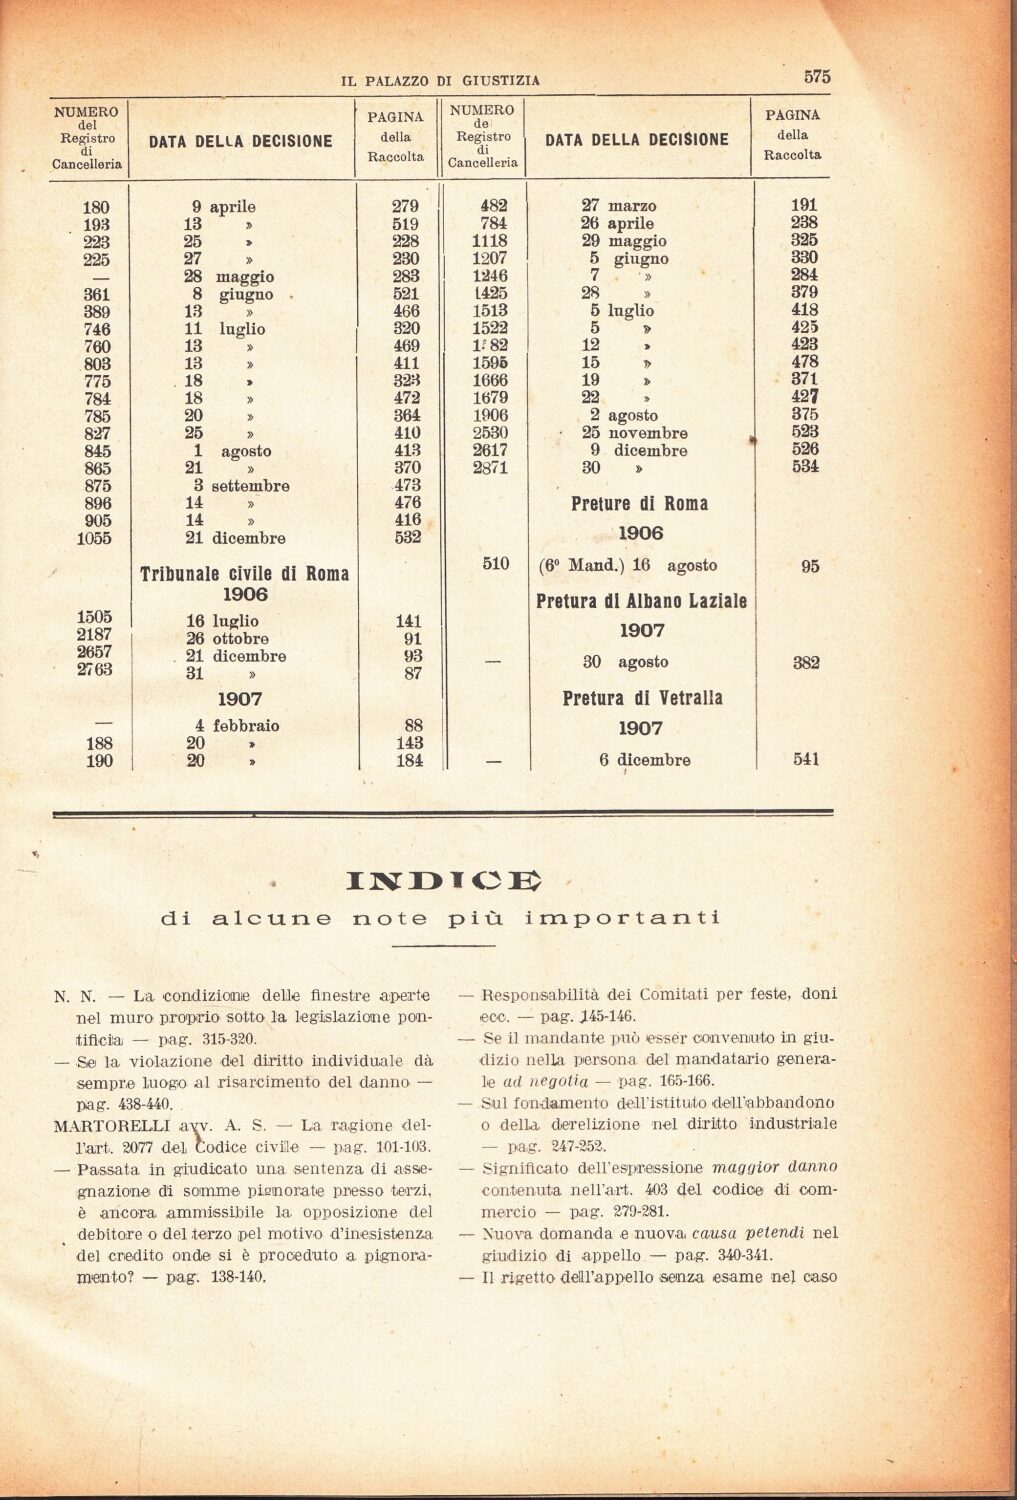 IL PALAZZO DI GIUSTIZIA 575
NUMERO del Registro di Cancelleria | DATA DELLA DECISIONE | PAGINA della Raccolta
180 9 aprile 279
193 13 » 519
223 25 » 228
225 27 » 230
— 28 maggio 283
361 8 giugno 521
389 13 » 466
746 11 luglio 320
760 13 » 469
803 13 » 411
775 18 » 323
784 18 » 472
785 20 » 364
827 25 » 410
845 1 agosto 413
865 21 » 370
875 3 settembre 473
896 14 » 476
905 14 » 416
1055 21 dicembre 532
Tribunale civile di Roma
1906
1505 16 luglio 141
2187 26 ottobre 91
2657 21 dicembre 93
2763 31 » 87
1907
— 4 febbraio 88
188 20 » 143
190 20 » 184
NUMERO de Registro di Cancelleria | DATA DELLA DECISIONE | PAGINA della Raccolta
482 27 marzo 191
784 26 aprile 238
1118 29 maggio 325
1207 5 giugno 330
1246 7 » 284
1425 28 » 379
1513 5 luglio 418
1522 5 » 425
12 » 423
1595 15 » 478
1666 19 » 371
1679 22 » 427
1906 2 agosto 375
2530 25 novembre 523
2617 9 dicembre 526
2871 30 » 534
Preture di Roma
1906
510 (6º Mand.) 16 agosto 95
Pretura di Albano Laziale
1907
— 30 agosto 382
Pretura di Vetralla
1907
— 6 dicembre 541
INDICE
di alcune note più importanti
N. N. — La condizione delle finestre aperte
nel muro proprio sotto la legislazione pon-
tificia — pag. 315-320.
— Se la violazione del diritto individuale dà
sempre luogo al risarcimento del danno —
pag. 438-440.
MARTORELLI avv. A. S. — La ragione del-
l'art. 2077 del Codice civile — pag. 101-103.
— Passata in giudicato una sentenza di asse-
gnazione di somme pignorate presso terzi,
è ancora ammissibile la opposizione del
debitore o del terzo pel motivo d'inesistenza
del credito onde si è proceduto a pignora-
mento? — pag. 138-140.
— Responsabilità dei Comitati per feste, doni
ecc. — pag. 145-146.
— Se il mandante può esser convenuto in giu-
dizio nella persona del mandatario genera-
le ad negotia — pag. 165-166.
— Sul fondamento dell'istituto dell'abbandono
o della derelizione nel diritto industriale
— pag. 247-252.
— Significato dell'espressione maggior danno
contenuta nell'art. 403 del codice di com-
mercio — pag. 279-281.
— Nuova domanda e nuova causa petendi nel
giudizio di appello — pag. 340-341.
— Il rigetto dell'appello senza esame nel caso